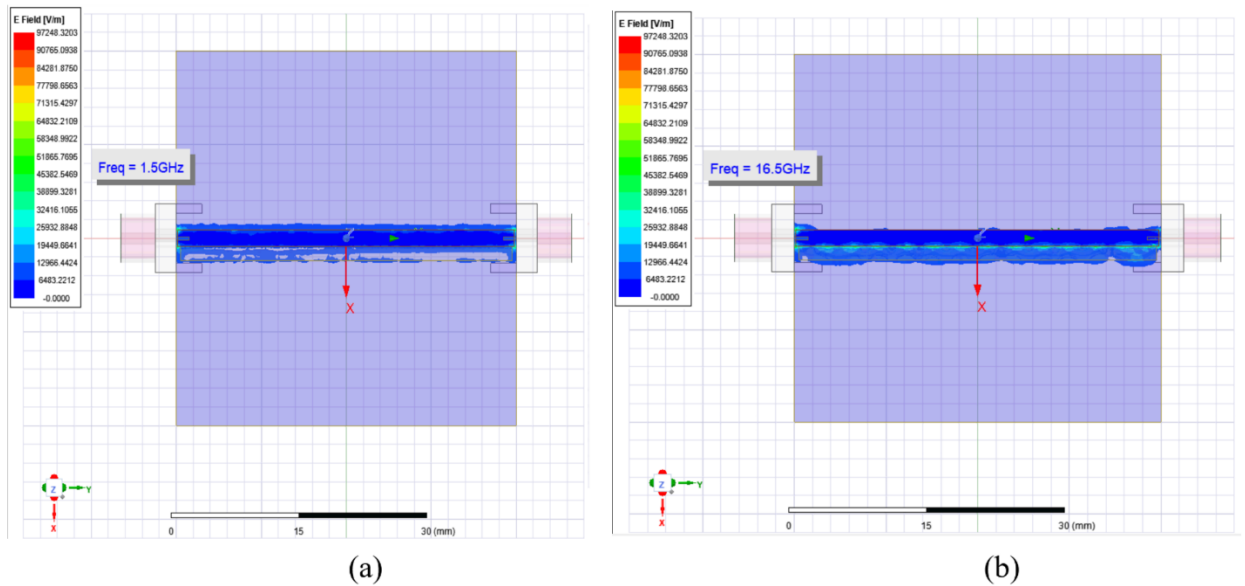 E Field [V/m]
97248.3203
90765.0938
84281.8750
77798.6563
71315.4297
64832.2109
58348.9922
51865.7695
45382.5469
38899.3281
32416.1055
25932.8848
19449.6641
12966.4424
6483.2212
-0.0000
Freq = 1.5GHz
Z
X
Z
Y
X
0
15
30 (mm)
(a)
E Field [V/m]
97248.3203
90765.0938
84281.8750
77798.6563
71315.4297
64832.2109
58348.9922
51865.7695
45382.5469
38899.3281
32416.1055
25932.8848
19449.6641
12966.4424
6483.2212
-0.0000
Freq = 16.5GHz
Z
X
Z
Y
X
0
15
30 (mm)
(b)